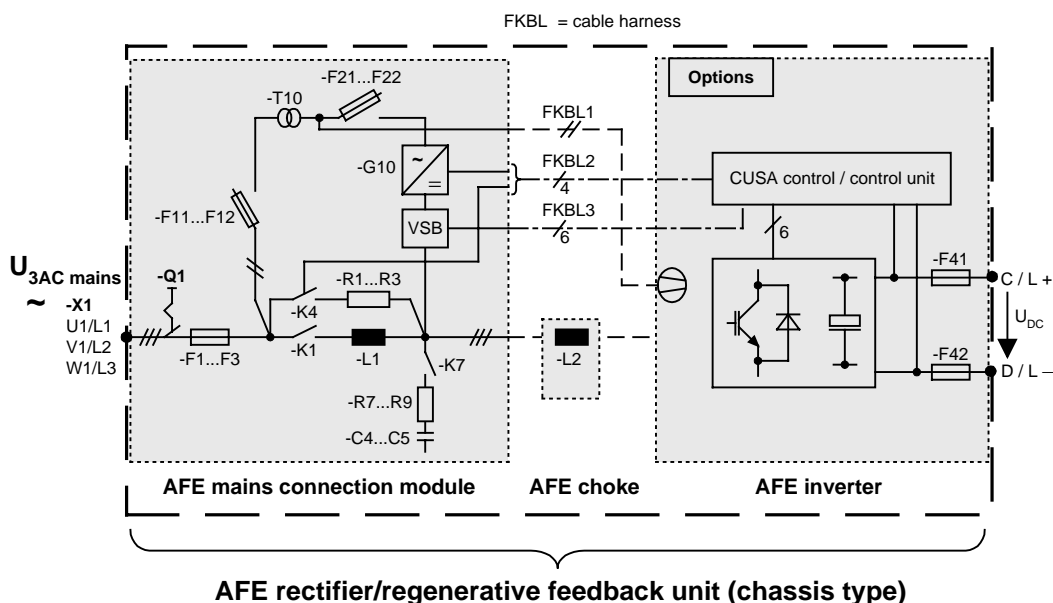 FKBL = cable harness
-F21...F22
-T10
Options
FKBL1
-G10
~
=
FKBL2
4
CUSA control / control unit
-F11...F12
VSB
FKBL3
6
6
U3AC mains
~
-Q1
-R1...R3
-F41
C / L +
-X1
U1/L1
V1/L2
W1/L3
-K4
UDC
-F1...F3
-K1
-L1
-K7
-L2
-F42
D / L –
-R7...R9
-C4...C5
AFE mains connection module
AFE choke
AFE inverter
AFE rectifier/regenerative feedback unit (chassis type)